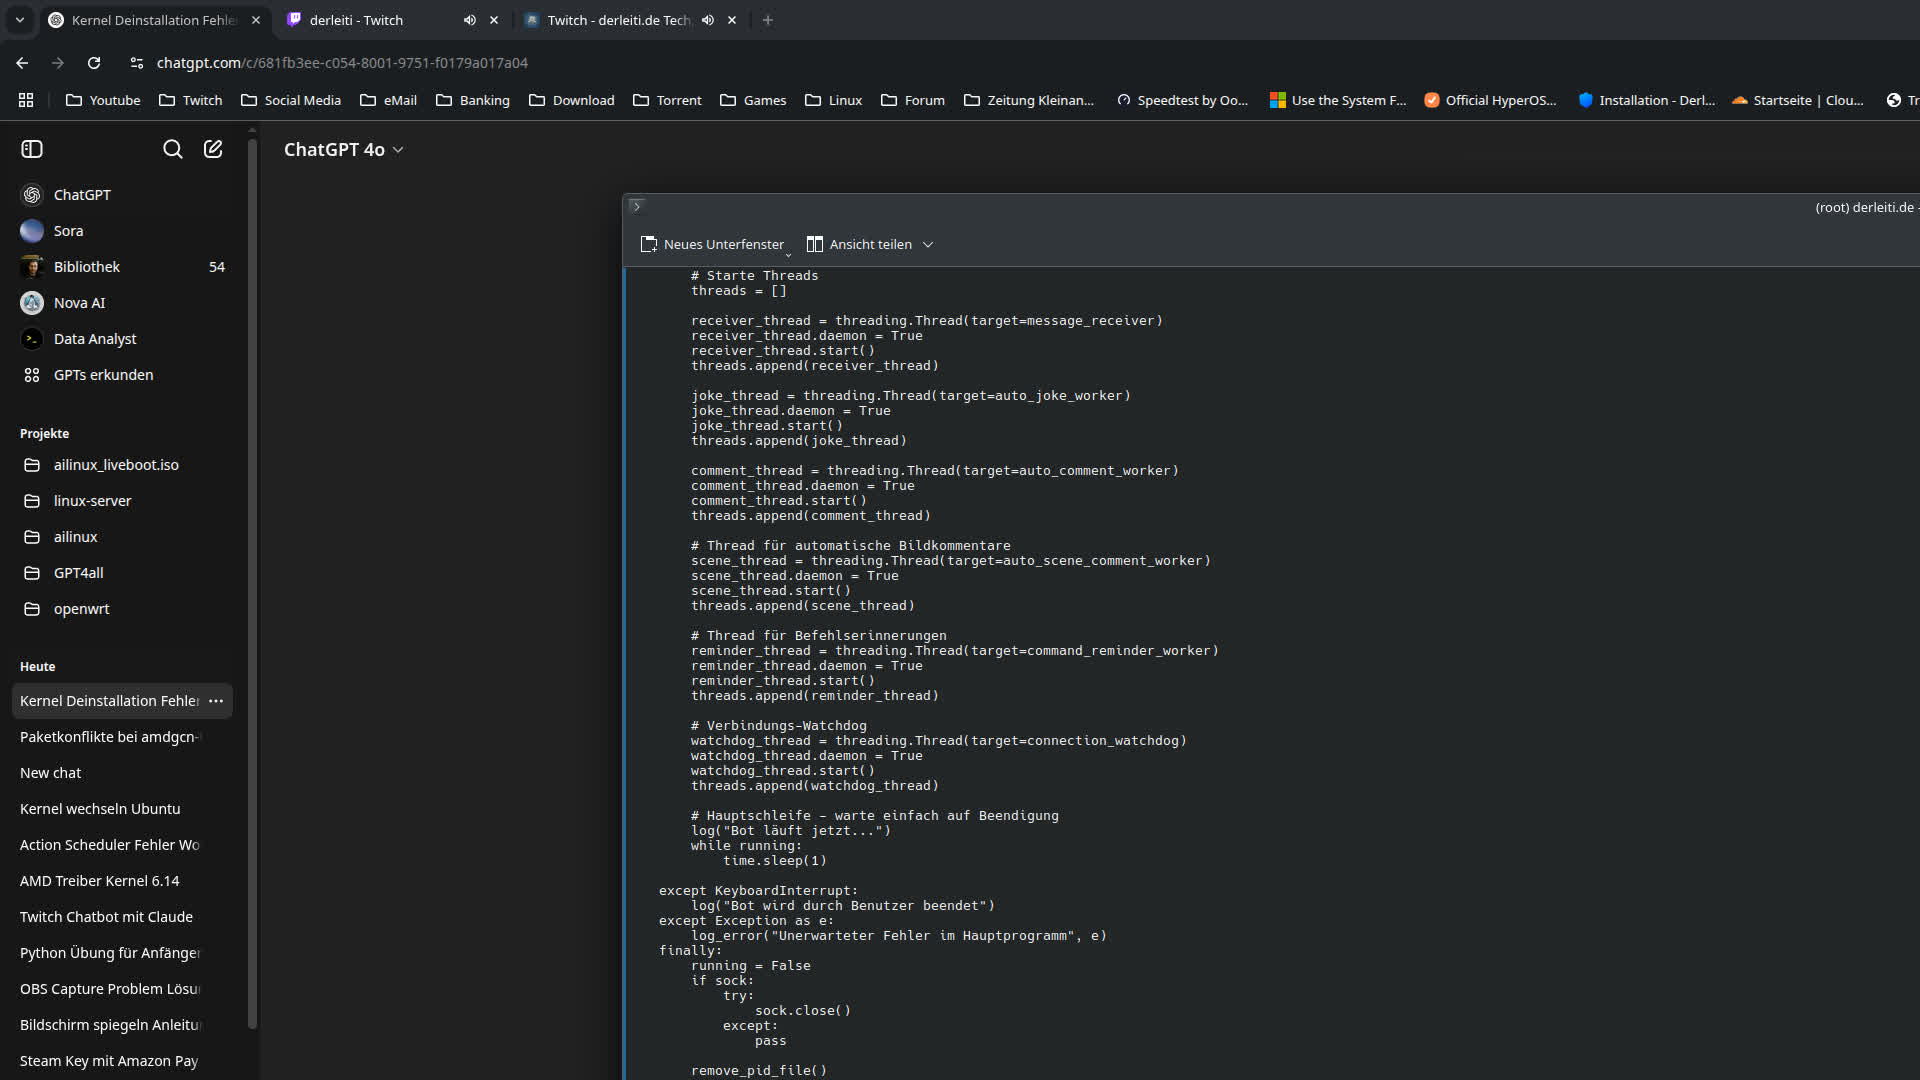 Kernel Deinstallation Fehle
derleiti - Twitch
Twitch - derleiti.de Tech
chatgpt.com/c/681fb3ee-c054-8001-9751-f0179a017a04
Youtube
Twitch
Social Media
eMail
Banking
Download
Torrent
Games
Linux
Forum
Zeitung Kleinan...
Speedtest by Oo...
Use the System F...
Official HyperOS...
Installation - Derl...
Startseite | Clou...
Tr
ChatGPT 4o
ChatGPT
Sora
Bibliothek 54
Nova AI
Data Analyst
GPTs erkunden
Projekte
ailinux_liveboot.iso
linux-server
ailinux
GPT4all
openwrt
Heute
Kernel Deinstallation Fehler
Paketkonflikte bei amdgcn-
New chat
Kernel wechseln Ubuntu
Action Scheduler Fehler Wo
AMD Treiber Kernel 6.14
Twitch Chatbot mit Claude
Python Übung für Anfänger
OBS Capture Problem Lösu
Bildschirm spiegeln Anleitu
Steam Key mit Amazon Pay
(root) derleiti.de -
Neues Unterfenster
Ansicht teilen
# Starte Threads
threads = []
receiver_thread = threading.Thread(target=message_receiver)
receiver_thread.daemon = True
receiver_thread.start()
threads.append(receiver_thread)
joke_thread = threading.Thread(target=auto_joke_worker)
joke_thread.daemon = True
joke_thread.start()
threads.append(joke_thread)
comment_thread = threading.Thread(target=auto_comment_worker)
comment_thread.daemon = True
comment_thread.start()
threads.append(comment_thread)
# Thread für automatische Bildkommentare
scene_thread = threading.Thread(target=auto_scene_comment_worker)
scene_thread.daemon = True
scene_thread.start()
threads.append(scene_thread)
# Thread für Befehlserinnerungen
reminder_thread = threading.Thread(target=command_reminder_worker)
reminder_thread.daemon = True
reminder_thread.start()
threads.append(reminder_thread)
# Verbindungs-Watchdog
watchdog_thread = threading.Thread(target=connection_watchdog)
watchdog_thread.daemon = True
watchdog_thread.start()
threads.append(watchdog_thread)
# Hauptschleife - warte einfach auf Beendigung
log("Bot läuft jetzt...")
while running:
time.sleep(1)
except KeyboardInterrupt:
log("Bot wird durch Benutzer beendet")
except Exception as e:
log_error("Unerwarteter Fehler im Hauptprogramm", e)
finally:
running = False
if sock:
try:
sock.close()
except:
pass
remove_pid_file()